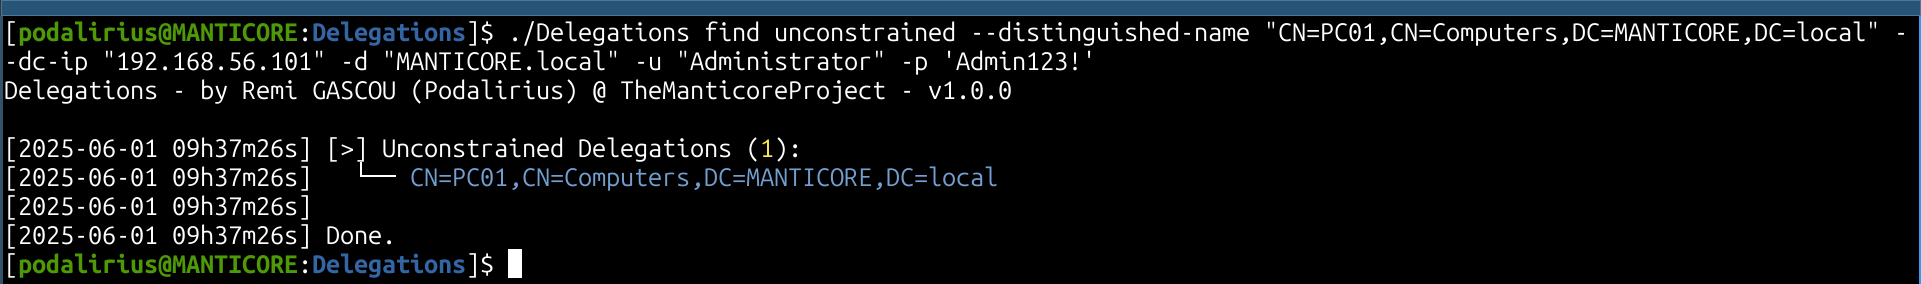 [podalirius@MANTICORE:Delegations]$ ./Delegations find unconstrained --distinguished-name "CN=PC01,CN=Computers,DC=MANTICORE,DC=local" -
-dc-ip "192.168.56.101" -d "MANTICORE.local" -u "Administrator" -p 'Admin123!'
Delegations - by Remi GASCOU (Podalirius) @ TheManticoreProject - v1.0.0
[2025-06-01 09h37m26s] [>] Unconstrained Delegations (1):
[2025-06-01 09h37m26s]   └── CN=PC01,CN=Computers,DC=MANTICORE,DC=local
[2025-06-01 09h37m26s]
[2025-06-01 09h37m26s] Done.
[podalirius@MANTICORE:Delegations]$